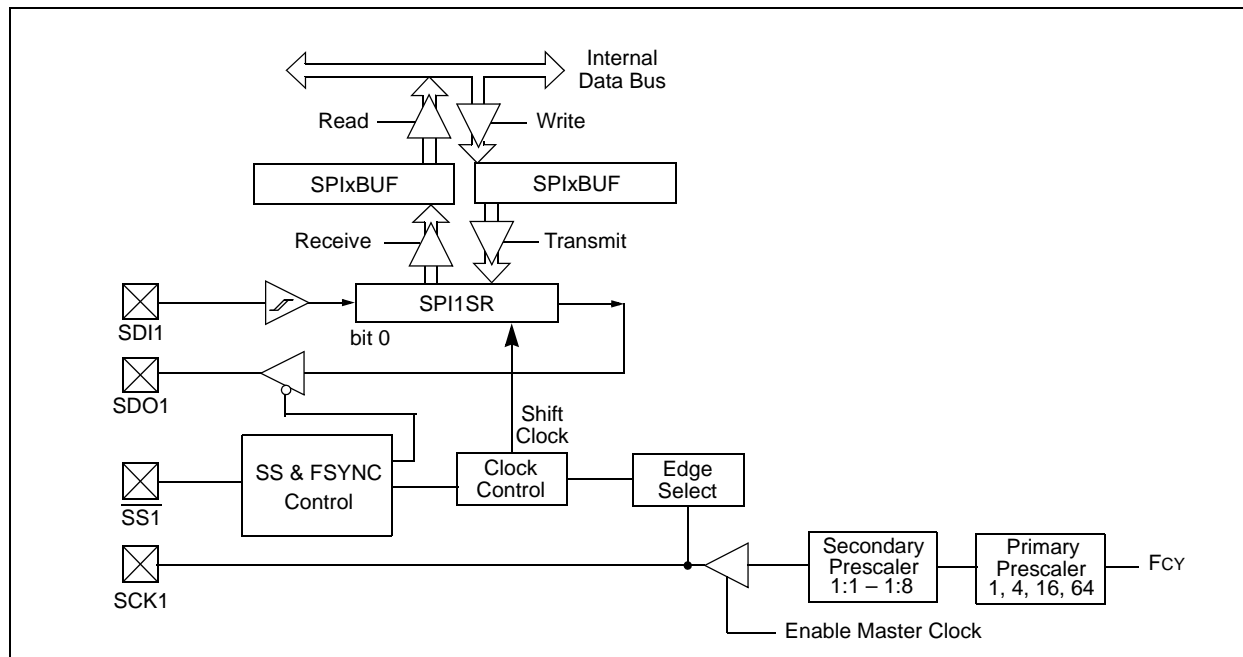 Internal
Data Bus
Read
Write
SPIxBUF
SPIxBUF
Receive
Transmit
SDI1
SPI1SR
bit 0
SDO1
Shift
Clock
SS & FSYNC
Control
Clock
Control
Edge
Select
SS1
SCK1
Secondary
Prescaler
1:1 – 1:8
Primary
Prescaler
1, 4, 16, 64
FCY
Enable Master Clock